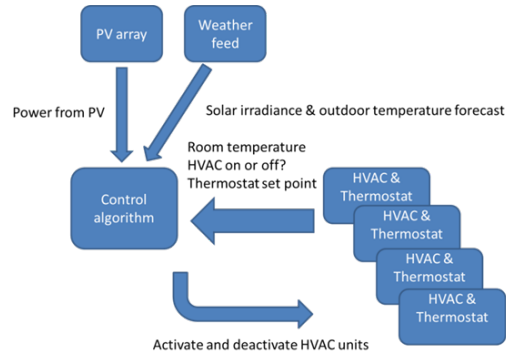 PV array
Weather
feed
Power from PV
Solar irradiance & outdoor temperature forecast
Room temperature
HVAC on or off?
Thermostat set point
Control
algorithm
HVAC &
Thermostat
HVAC &
Thermostat
HVAC &
Thermostat
HVAC &
Thermostat
Activate and deactivate HVAC units